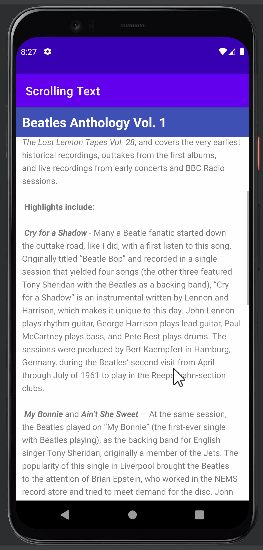 8:27
Scrolling Text
Beatles Anthology Vol. 1
The Lost Lennon Tapes Vol. 28, and covers the very earliest
historical recordings, outtakes from the first albums,
and live recordings from early concerts and BBC Radio
sessions.
Highlights include:
Cry for a Shadow - Many a Beatle fanatic started down
the outtake road, like I did, with a first listen to this song.
Originally titled "Beatle Bop" and recorded in a single
session that yielded four songs (the other three featured
Tony Sheridan with the Beatles as a backing band), "Cry
for a Shadow" is an instrumental written by Lennon and
Harrison, which makes it unique to this day. John Lennon
plays rhythm guitar, George Harrison plays lead guitar, Paul
McCartney plays bass, and Pete Best plays drums. The
sessions were produced by Bert Kaempfert in Hamburg,
Germany, during the Beatles' second visit from April
through July of 1961 to play in the Reeperbahn-section
clubs.
My Bonnie and Ain't She Sweet – At the same session,
the Beatles played on "My Bonnie" (the first-ever single
with Beatles playing), as the backing band for English
singer Tony Sheridan, originally a member of the Jets. The
popularity of this single in Liverpool brought the Beatles
to the attention of Brian Epstein, who worked in the NEMS
record store and tried to meet demand for the disc. John